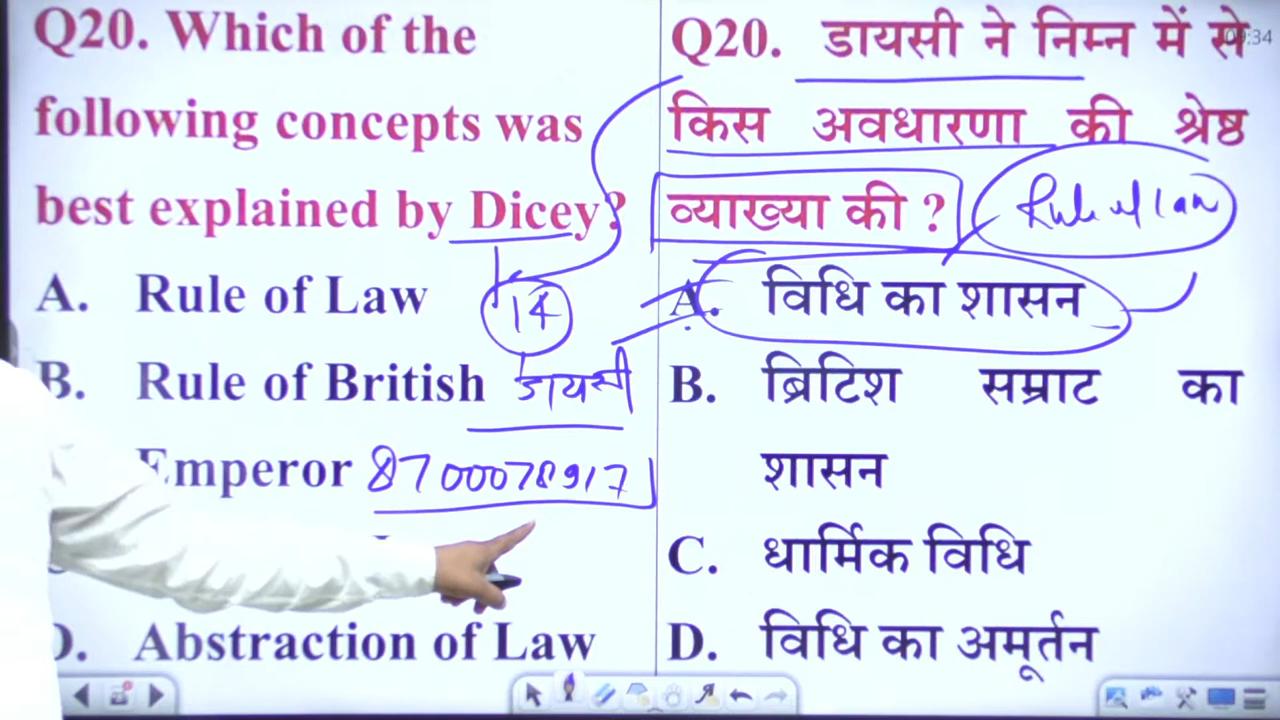 Q20. Which of the
following concepts was
best explained by Dicey?
A. Rule of Law
14
B. Rule of British
डायसी
Emperor
8700078917
D. Abstraction of Law
Q20. डायसी ने निम्न में से
:34
किस अवधारणा की श्रेष्ठ
व्याख्या की ?
Rule of law
A. विधि का शासन
B. ब्रिटिश सम्राट का
शासन
C. धार्मिक विधि
D. विधि का अमूर्तन